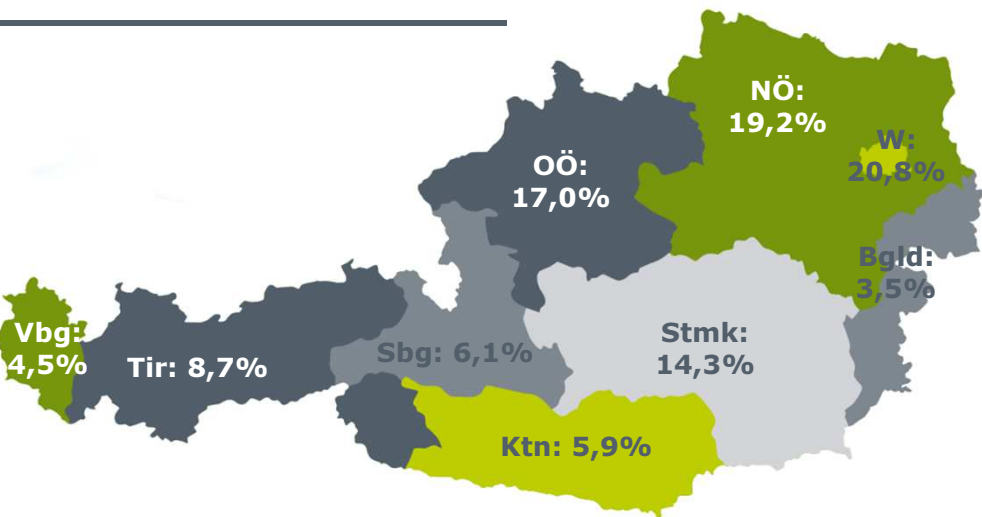 NÖ:
19,2%
W:
20,8%
OÖ:
17,0%
Bgld:
3,5%
Vbg:
4,5%
Tir: 8,7%
Sbg: 6,1%
Stmk:
14,3%
Ktn: 5,9%